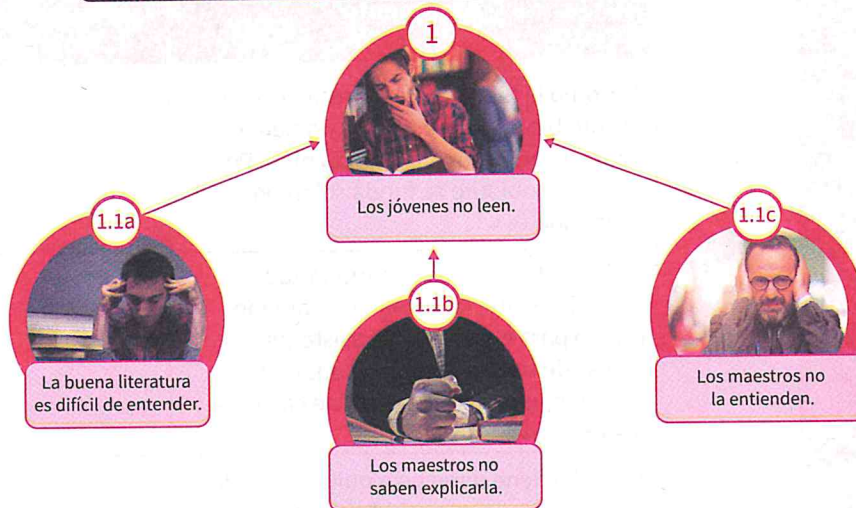 1
Los jóvenes no leen.
1.1a
La buena literatura
es difícil de entender.
1.1b
Los maestros no
saben explicarla.
1.1c
Los maestros no
la entienden.